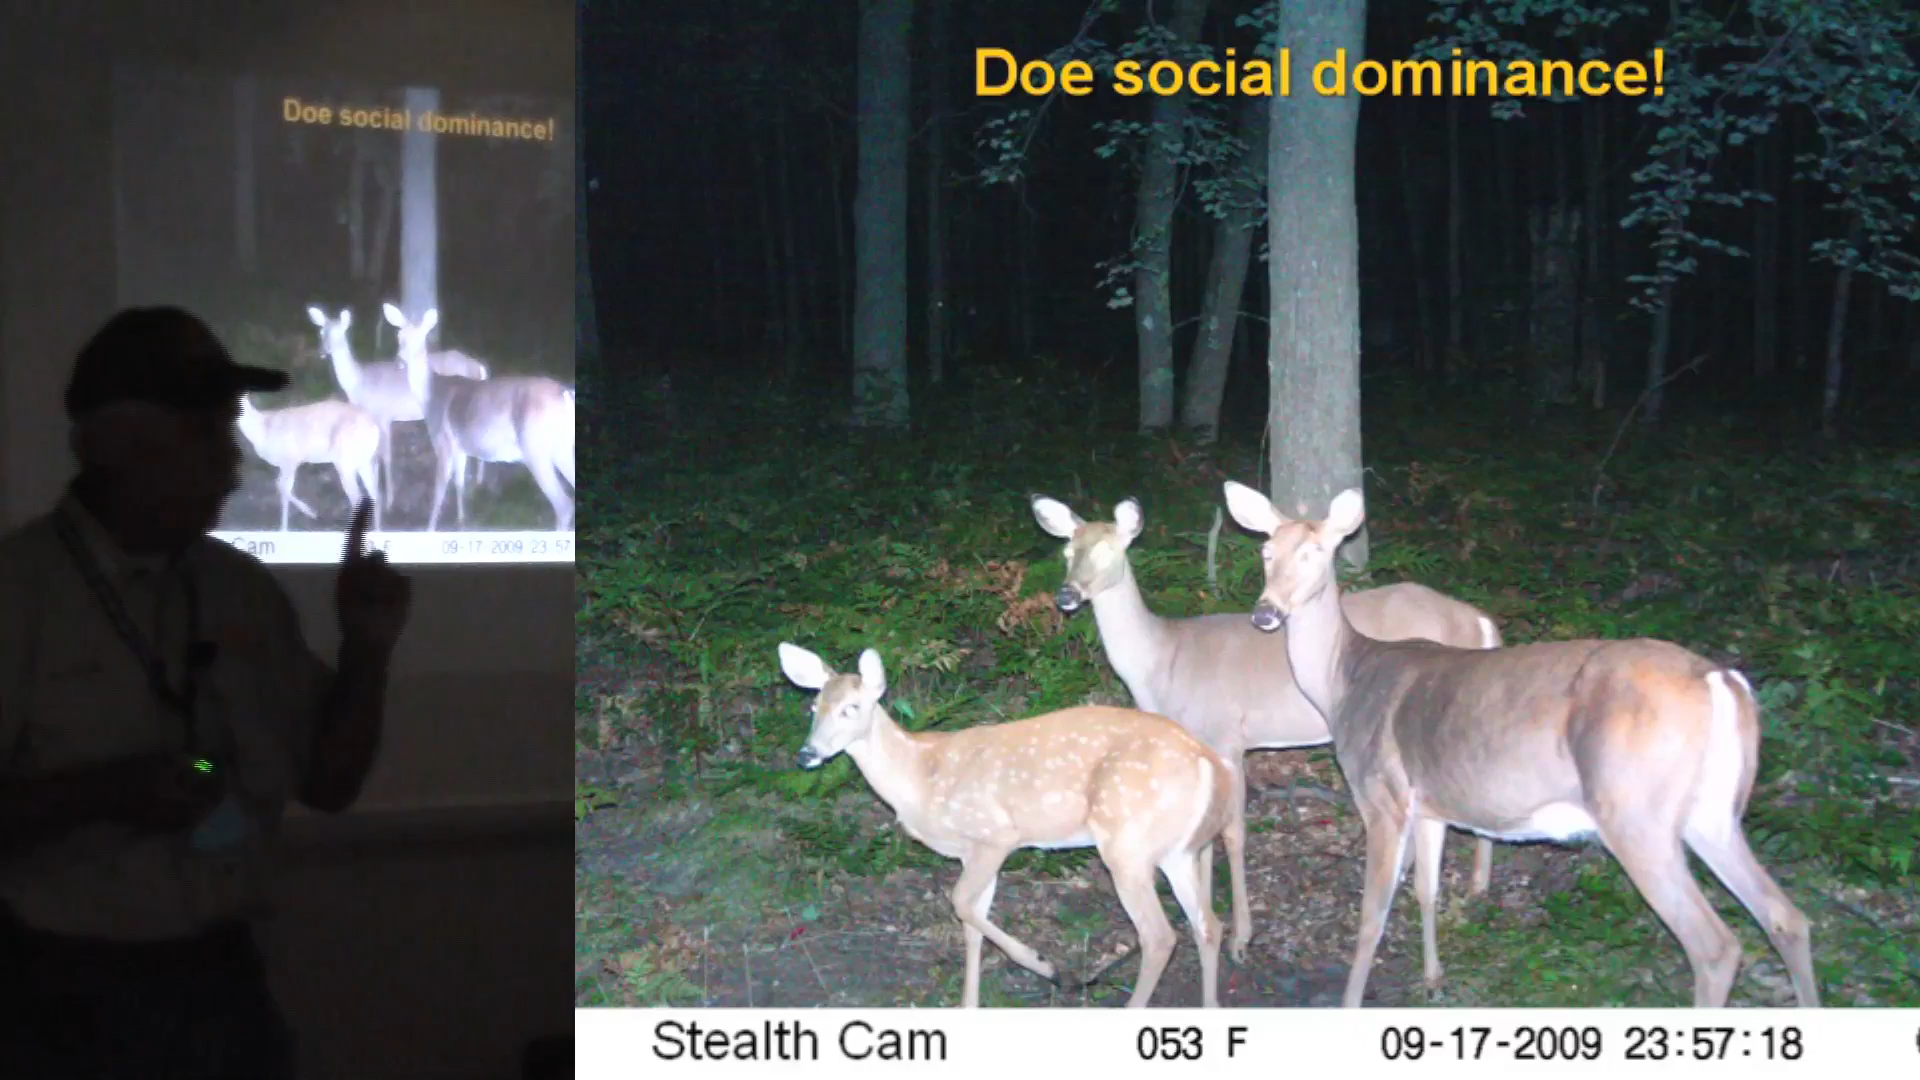 Doe social dominance!
Cam F 09-17 2009 23:57
Doe social dominance!
Stealth Cam 053 F 09-17-2009 23:57:18